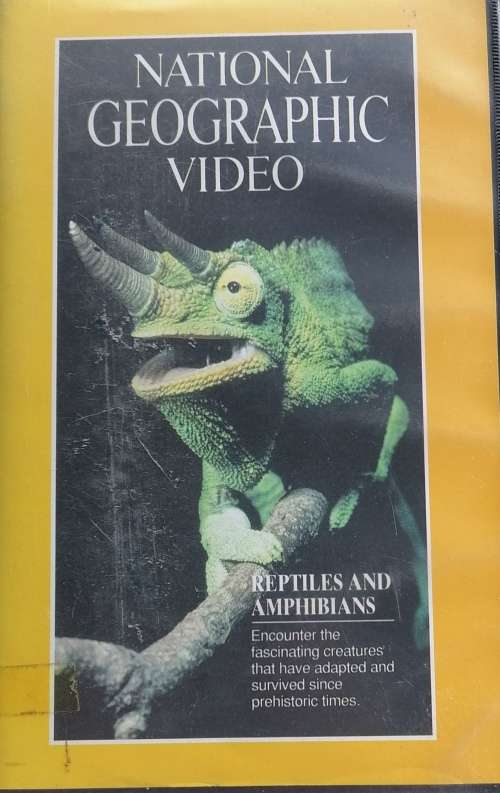 NATIONAL
GEOGRAPHIC
VIDEO
REPTILES AND
AMPHIBIANS
Encounter the
fascinating creatures
that have adapted and
survived since
prehistoric times.